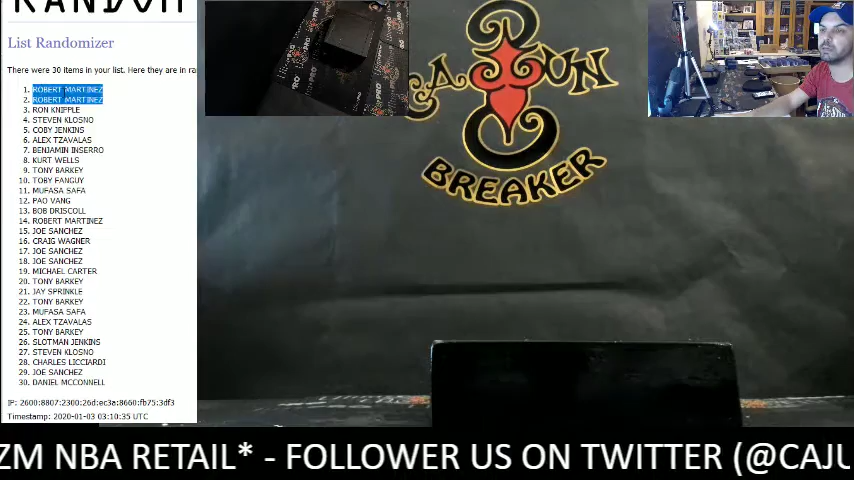 RANDOM
List Randomizer
There were 30 items in your list. Here they are in ra
1. ROBERT MARTINEZ
2. ROBERT MARTINEZ
3. RON KNIPPLE
4. STEVEN KLOSNO
5. COBY JENKINS
6. ALEX TZAVALAS
7. BENJAMIN INSERRO
8. KURT WELLS
9. TONY BARKEY
10. TOBY FANGUY
11. MUFASA SAFA
12. PAO VANG
13. BOB DRISCOLL
14. ROBERT MARTINEZ
15. JOE SANCHEZ
16. CRAIG WAGNER
17. JOE SANCHEZ
18. JOE SANCHEZ
19. MICHAEL CARTER
20. TONY BARKEY
21. JAY SPRINKLE
22. TONY BARKEY
23. MUFASA SAFA
24. ALEX TZAVALAS
25. TONY BARKEY
26. SLOTMAN JENKINS
27. STEVEN KLOSNO
28. CHARLES LICCIARDI
29. JOE SANCHEZ
30. DANIEL MCCONNELL
IP: 2600:8807:2300:26d:ec3a:8660:fb75:3df3
Timestamp: 2020-01-03 03:10:35 UTC
CAJUN
BREAKER
ZM NBA RETAIL* - FOLLOWER US ON TWITTER (@CAJU